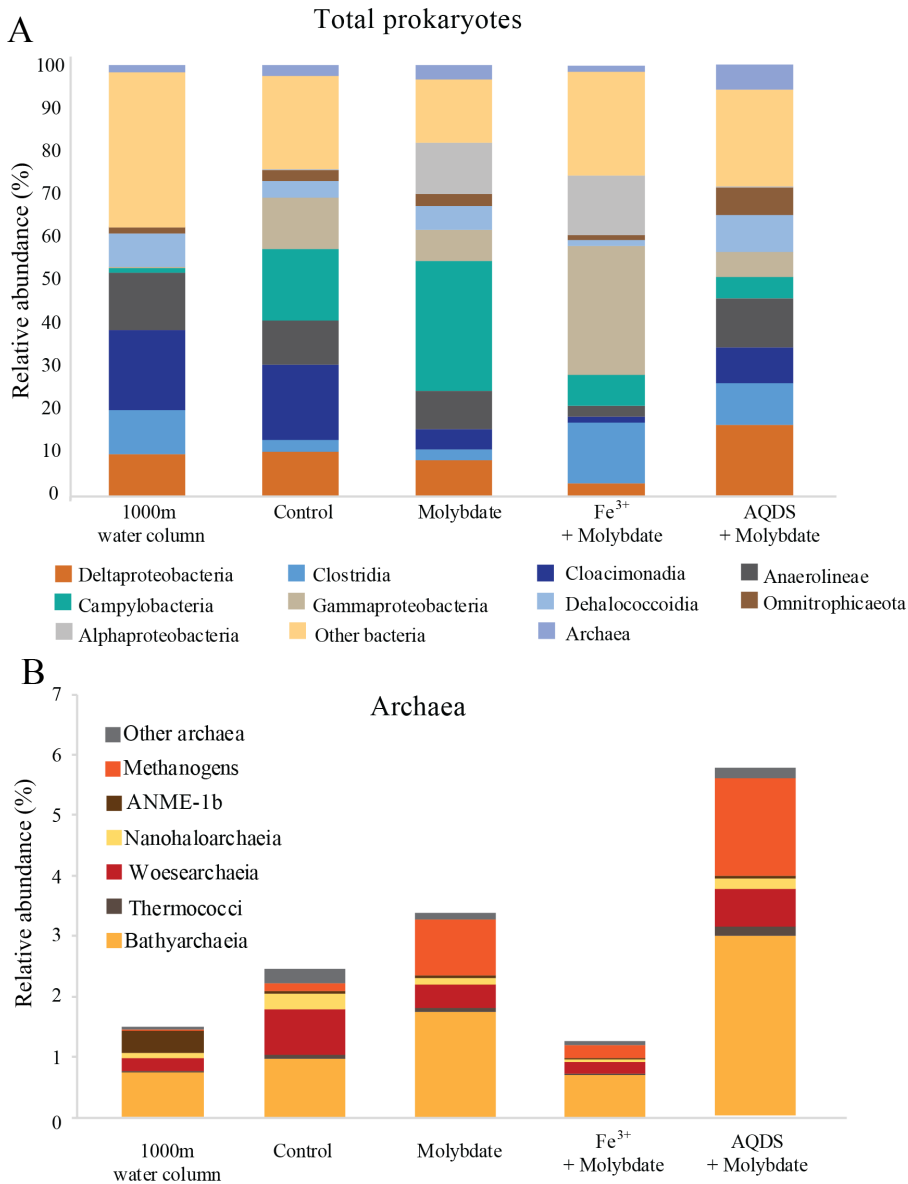 A
Total prokaryotes
Relative abundance (%)
100
90
80
70
60
50
40
30
20
10
0
1000m
water column
Control
Molybdate
Fe³⁺
+ Molybdate
AQDS
+ Molybdate
Deltaproteobacteria
Clostridia
Cloacimonadia
Anaerolineae
Campylobacteria
Gammaproteobacteria
Dehalococcoidia
Omnitrophicaeota
Alphaproteobacteria
Other bacteria
Archaea
B
Archaea
Relative abundance (%)
7
6
5
4
3
2
1
0
Other archaea
Methanogens
ANME-1b
Nanohaloarchaeia
Woesearchaeia
Thermococci
Bathyarchaeia
1000m
water column
Control
Molybdate
Fe³⁺
+ Molybdate
AQDS
+ Molybdate